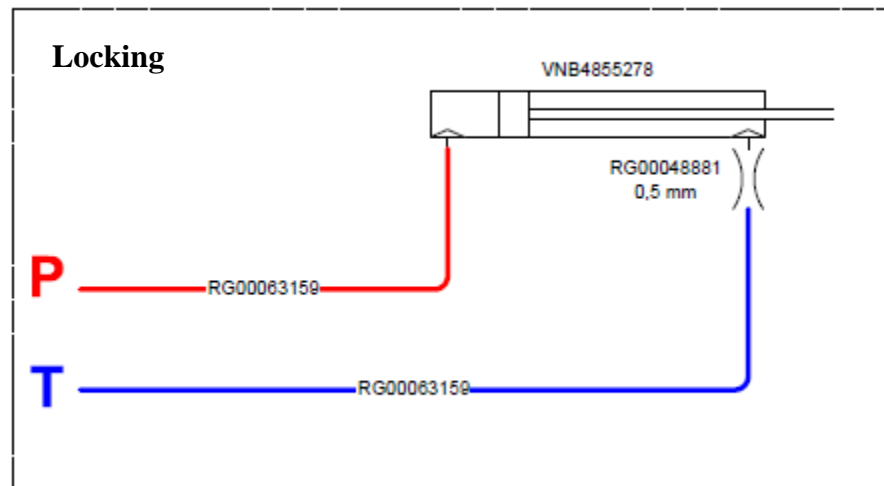 Locking
VNB4855278
RG00048881
0,5 mm
P
RG00063159
T
RG00063159